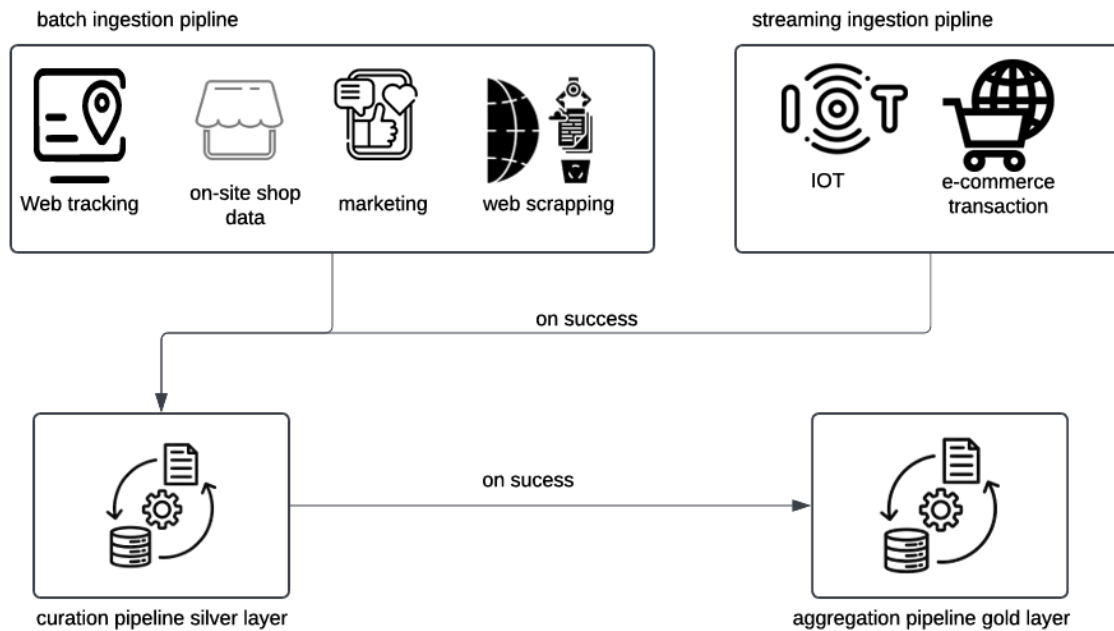 batch ingestion pipline
streaming ingestion pipline
IOT
Web tracking
on-site shop
data
marketing
web scrapping
IOT
e-commerce
transaction
on success
on sucess
curation pipeline silver layer
aggregation pipeline gold layer